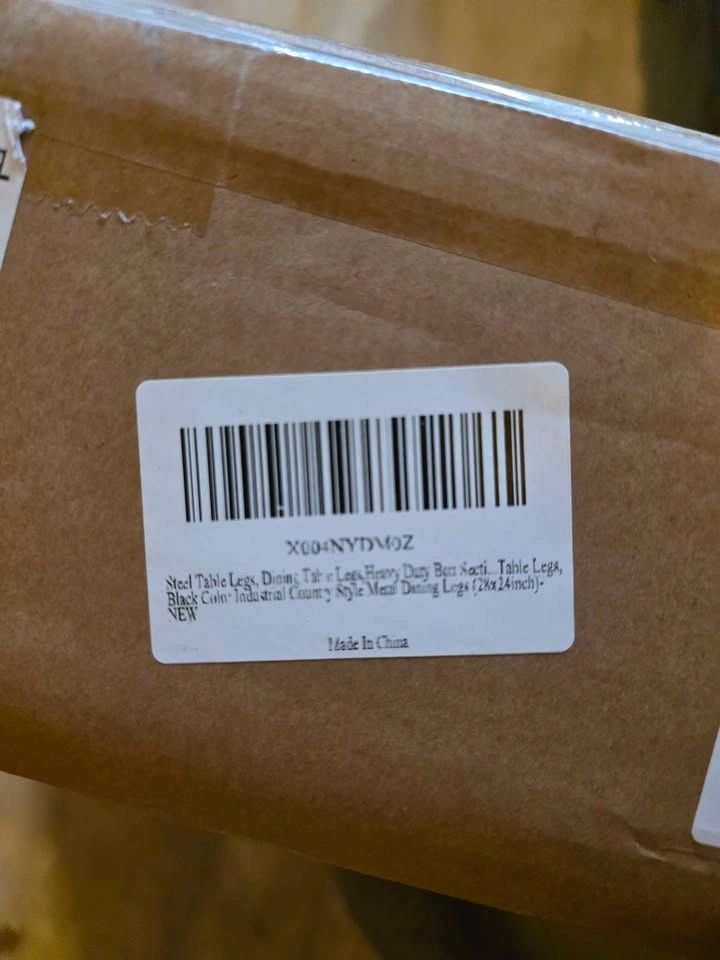 X004NYDM0Z
Steel Table Legs, Dining Table Legs,Heavy Duty Box Secti...Table Legs,
Black Color Industrial Country Style Metal Dining Legs (28x24inch)-
NEW
Made In China